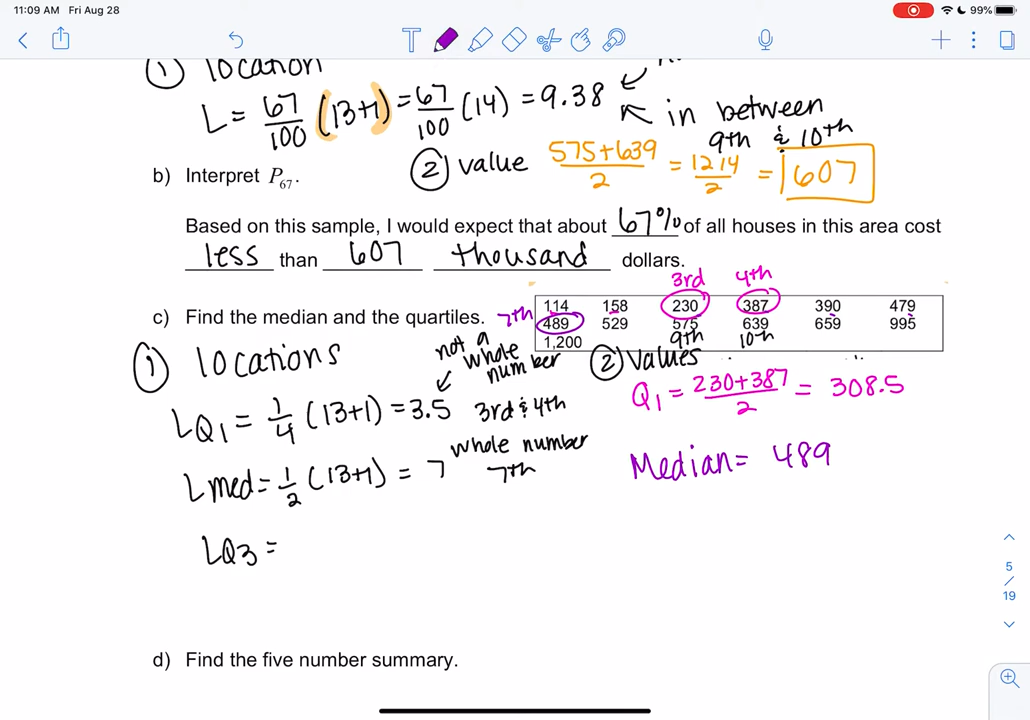 11:09 AM Fri Aug 28
99%
① location
L = 67/100 (13+1) = 67/100 (14) = 9.38
in between
9th & 10th
② value 575+639/2 = 1214/2 = 607
b) Interpret P67.
Based on this sample, I would expect that about 67% of all houses in this area cost
less than 607 thousand dollars.
3rd 4th
c) Find the median and the quartiles.
7th
114 158 230 387 390 479
489 529 575 639 659 995
9th 10th
1,200
① locations
not a
whole
number
② values
LQ1 = 1/4 (13+1) = 3.5 3rd & 4th
Q1 = 230+387/2 = 308.5
whole number
Lmed = 1/2 (13+1) = 7 7th
Median = 489
LQ3 =
d) Find the five number summary.
5
/
19